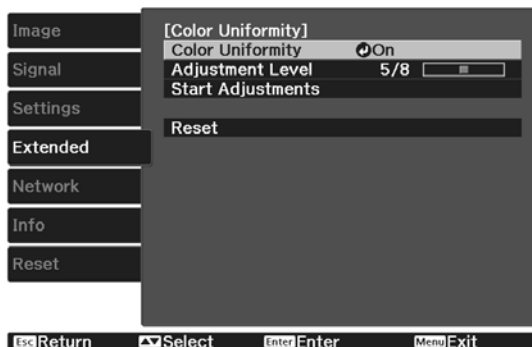 Image
Signal
Settings
Extended
Network
Info
Reset
[Color Uniformity]
Color Uniformity On
Adjustment Level 5/8
Start Adjustments
Reset
Esc Return Select Enter Enter Menu Exit